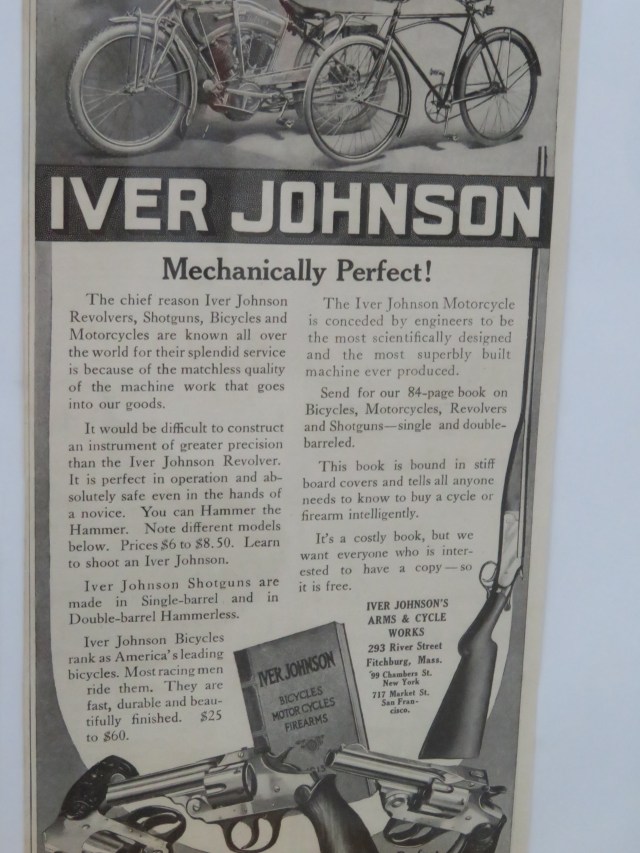 IVER JOHNSON
Mechanically Perfect!
The chief reason Iver Johnson
Revolvers, Shotguns, Bicycles and
Motorcycles are known all over
the world for their splendid service
is because of the matchless quality
of the machine work that goes
into our goods.
It would be difficult to construct
an instrument of greater precision
than the Iver Johnson Revolver.
It is perfect in operation and ab-
solutely safe even in the hands of
a novice. You can Hammer the
Hammer. Note different models
below. Prices $6 to $8.50. Learn
to shoot an Iver Johnson.
Iver Johnson Shotguns are
made in Single-barrel and in
Double-barrel Hammerless.
Iver Johnson Bicycles
rank as America's leading
bicycles. Most racing men
ride them. They are
fast, durable and beau-
tifully finished. $25
to $60.
The Iver Johnson Motorcycle
is conceded by engineers to be
the most scientifically designed
and the most superbly built
machine ever produced.
Send for our 84-page book on
Bicycles, Motorcycles, Revolvers
and Shotguns—single and double-
barreled.
This book is bound in stiff
board covers and tells all anyone
needs to know to buy a cycle or
firearm intelligently.
It's a costly book, but we
want everyone who is inter-
ested to have a copy—so
it is free.
IVER JOHNSON'S
ARMS & CYCLE
WORKS
293 River Street
Fitchburg, Mass.
99 Chambers St.
New York
717 Market St.
San Fran-
cisco.
IVER JOHNSON
BICYCLES
MOTORCYCLES
FIREARMS